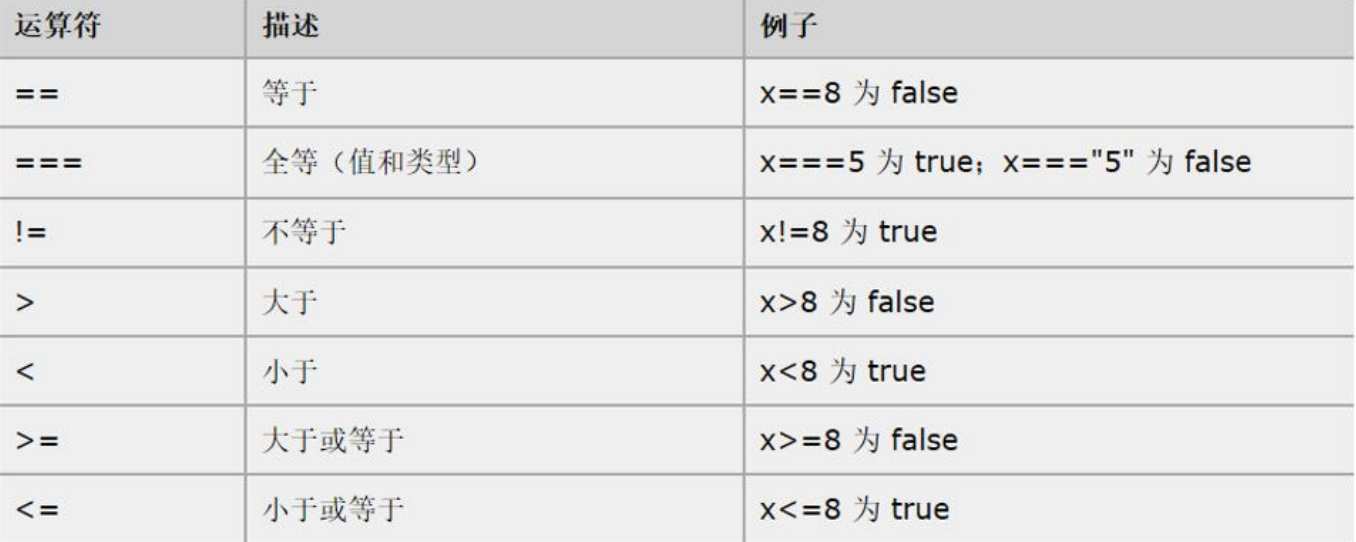 运算符 描述 例子
== 等于 x==8 为 false
=== 全等（值和类型） x===5 为 true；x==="5" 为 false
!= 不等于 x!=8 为 true
> 大于 x>8 为 false
< 小于 x<8 为 true
>= 大于或等于 x>=8 为 false
<= 小于或等于 x<=8 为 true